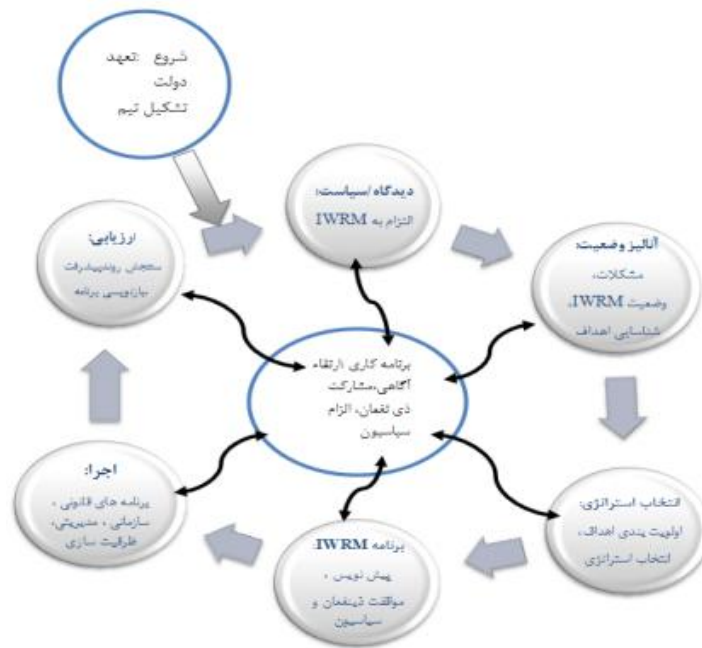 شروع :تعهد
دولت
تشکیل تیم
دیدگاه/سیاست:
التزام به IWRM
آنالیز وضعیت:
مشکلات،
وضعیت IWRM،
شناسایی اهداف
انتخاب استراتژی:
اولویت بندی اهداف،
انتخاب استراتژی
برنامه IWRM:
پیش نویس ،
موافقت ذینفعان و
سیاسیون
اجرا:
برنامه های قانونی ،
سازمانی ، مدیریتی،
ظرفیت سازی
ارزیابی:
سنجش روندپیشرفت
بازنویسی برنامه
برنامه کاری :ارتقاء
آگاهی،مشارکت
ذی نفعان، الزام
سیاسیون